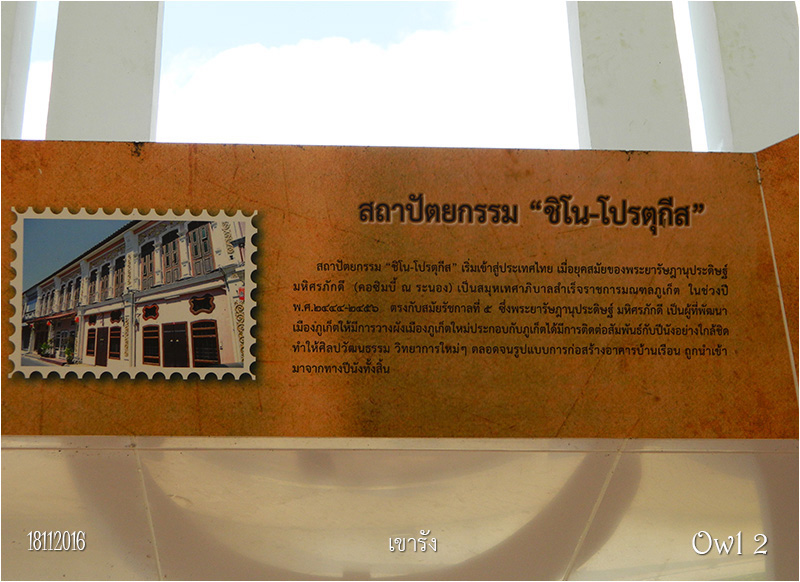 สถาปัตยกรรม “ชิโน-โปรตุกีส”
สถาปัตยกรรม “ชิโน-โปรตุกีส” เริ่มเข้าสู่ประเทศไทย เมื่อยุคสมัยของพระยารัษฎานุประดิษฐ์
มหิศรภักดี (คอซิมบี้ ณ ระนอง) เป็นสมุหเทศาภิบาลสำเร็จราชการมณฑลภูเก็ต ในช่วงปี
พ.ศ.๒๔๔๔-๒๔๕๖ ตรงกับสมัยรัชกาลที่ ๕ ซึ่งพระยารัษฎานุประดิษฐ์ มหิศรภักดี เป็นผู้ที่พัฒนา
เมืองภูเก็ตให้มีการวางผังเมืองภูเก็ตใหม่ประกอบกับภูเก็ตได้มีการติดต่อสัมพันธ์กับปีนังอย่างใกล้ชิด
ทำให้ศิลปวัฒนธรรม วิทยาการใหม่ๆ ตลอดจนรูปแบบการก่อสร้างอาคารบ้านเรือน ถูกนำเข้า
มาจากทางปีนังทั้งสิ้น
18112016
เขารัง
Owl 2